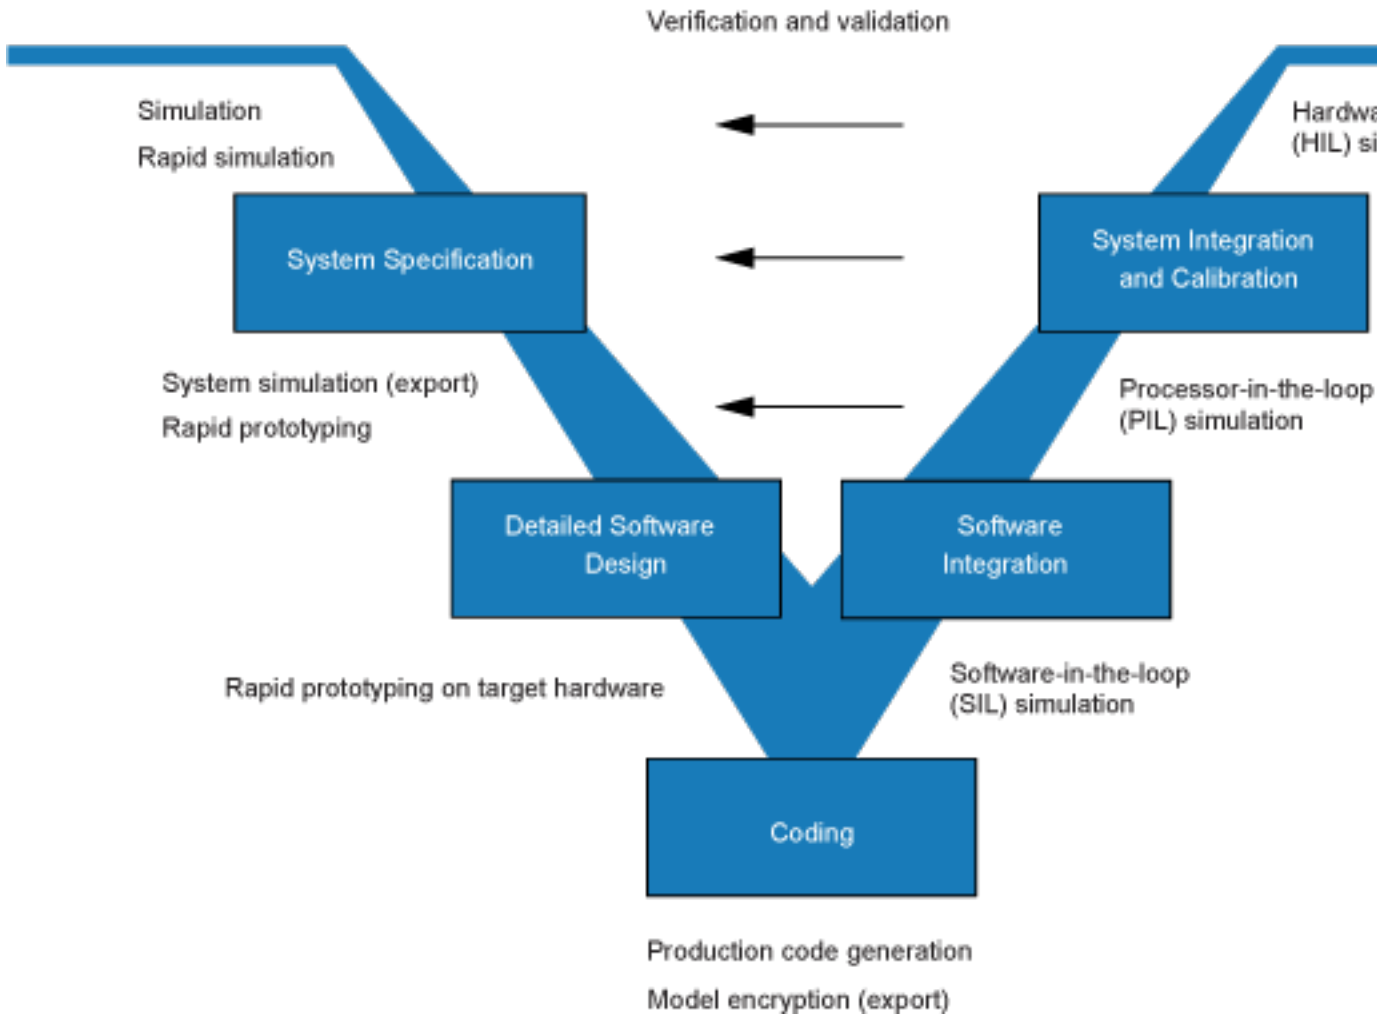 Verification and validation
Simulation
Rapid simulation
(HIL)
System Specification
System Integration
and Calibration
System simulation (export)
Rapid prototyping
Processor-in-the-loop
(PIL) simulation
Detailed Software
Design
Software
Integration
Rapid prototyping on target hardware
Software-in-the-loop
(SIL) simulation
Coding
Production code generation
Model encryption (export)